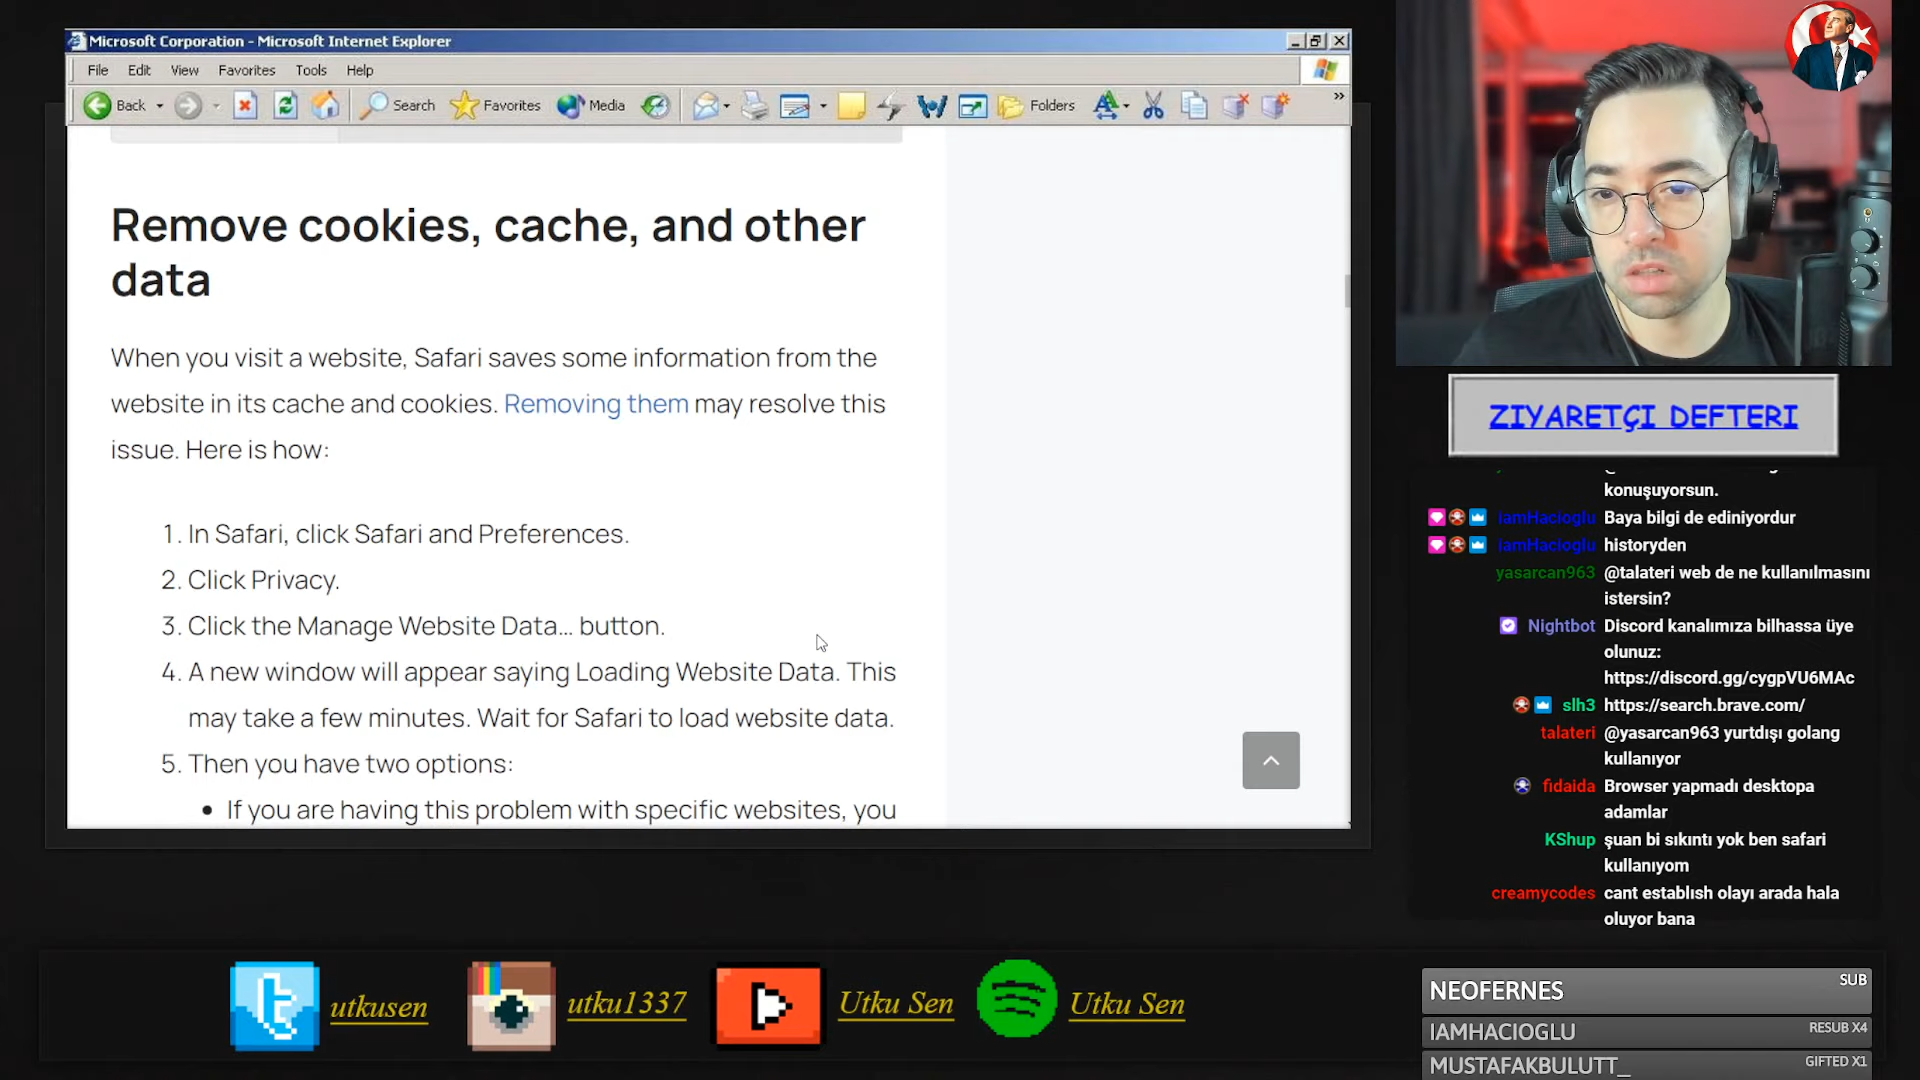 Microsoft Corporation - Microsoft Internet Explorer
File Edit View Favorites Tools Help
Back Search Favorites Media Folders
Remove cookies, cache, and other
data
When you visit a website, Safari saves some information from the
website in its cache and cookies. Removing them may resolve this
issue. Here is how:
1. In Safari, click Safari and Preferences.
2. Click Privacy.
3. Click the Manage Website Data... button.
4. A new window will appear saying Loading Website Data. This
may take a few minutes. Wait for Safari to load website data.
5. Then you have two options:
• If you are having this problem with specific websites, you
ZIYARETÇI DEFTERI
konuşuyorsun.
IamHacioglu Baya bilgi de ediniyordur
IamHacioglu historyden
yasarcan963 @talateri web de ne kullanılmasını
istersin?
Nightbot Discord kanalımıza bilhassa üye
olunuz:
https://discord.gg/cygpVU6MAc
slh3 https://search.brave.com/
talateri @yasarcan963 yurtdışı golang
kullanıyor
fidaida Browser yapmadı desktopa
adamlar
KShup şuan bi sıkıntı yok ben safari
kullanıyom
creamycodes cant establısh olayı arada hala
oluyor bana
utkusen utku1337 Utku Sen Utku Sen
NEOFERNES SUB
IAMHACIOGLU RESUB X4
MUSTAFAKBULUTT_ GIFTED X1